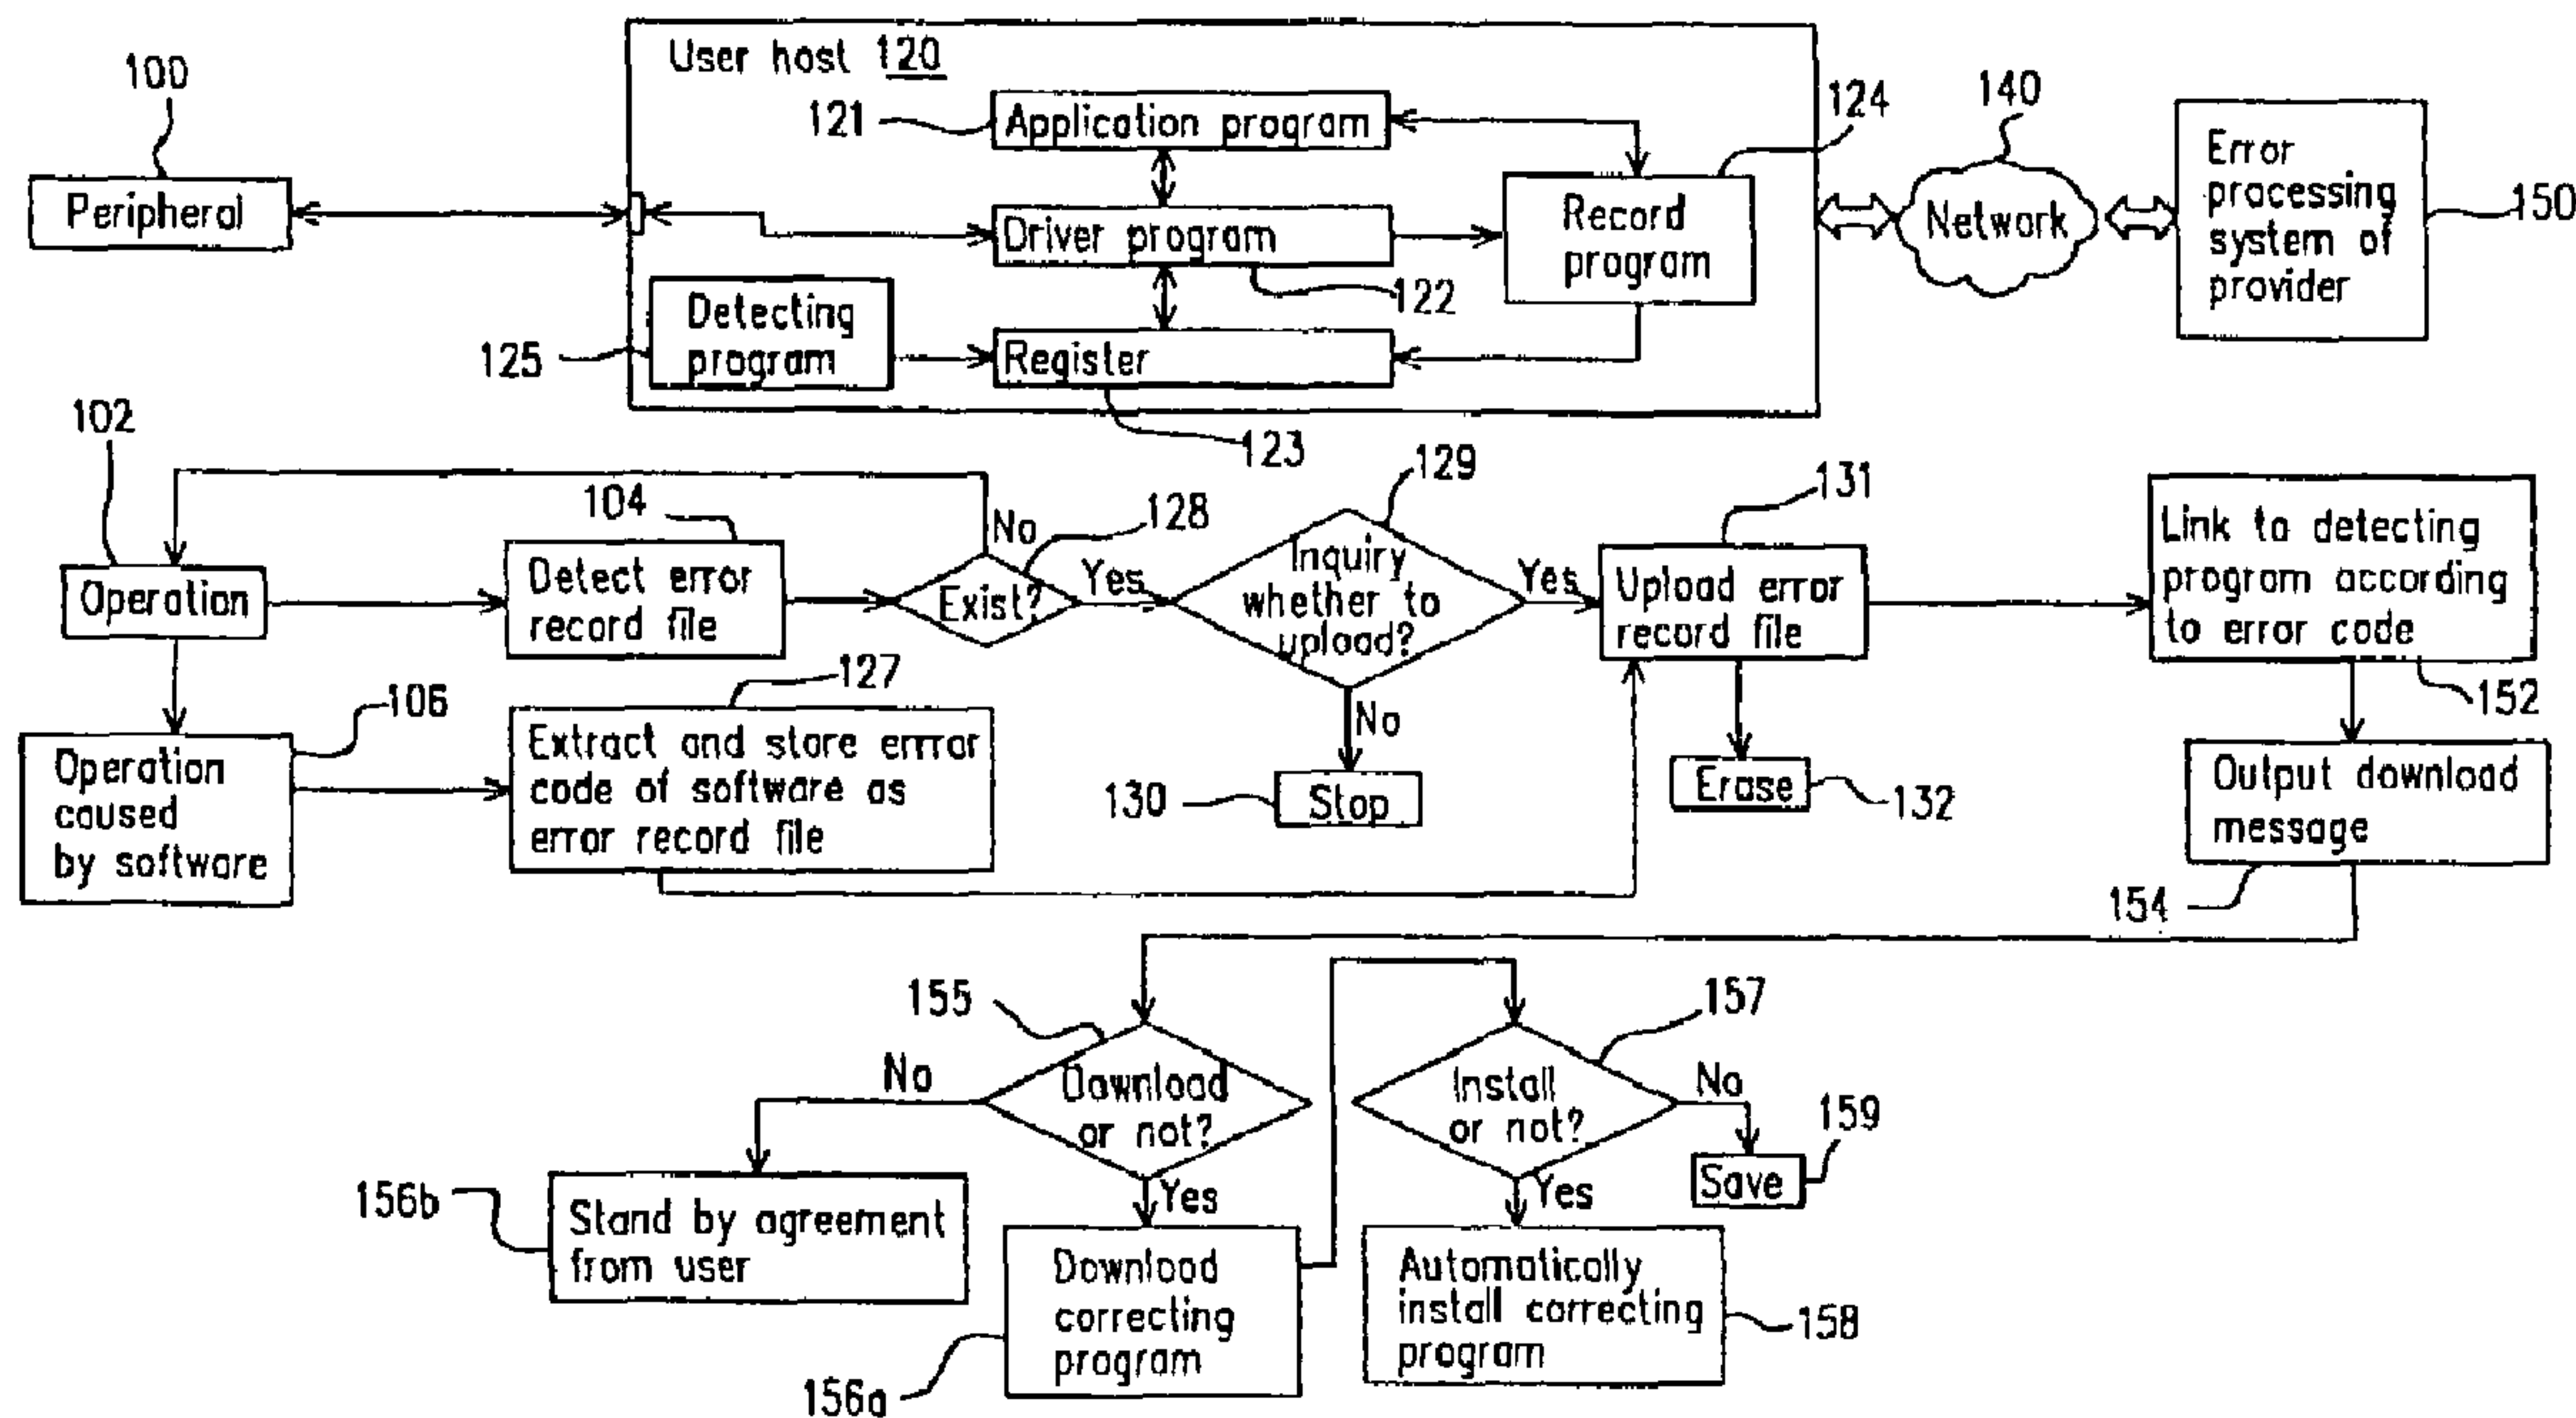 100
Peripheral
User host 120
121
Application program
124
Driver program
122
Record
program
Detecting
program
125
Register
123
140
Network
Error
processing
system of
provider
150
102
Operation
104
Detect error
record file
No
128
Exist?
Yes
129
Inquiry
whether to
upload?
Yes
No
130
Stop
131
Upload error
record file
Erase
132
Link to detecting
program according
to error code
152
106
Operation
caused
by software
127
Extract and store errror
code of software as
error record file
Output download
message
154
155
Download
or not?
No
Yes
156b
Stand by agreement
from user
Download
correcting
program
156a
157
Install
or not?
No
159
Save
Yes
Automatically
install correcting
program
158